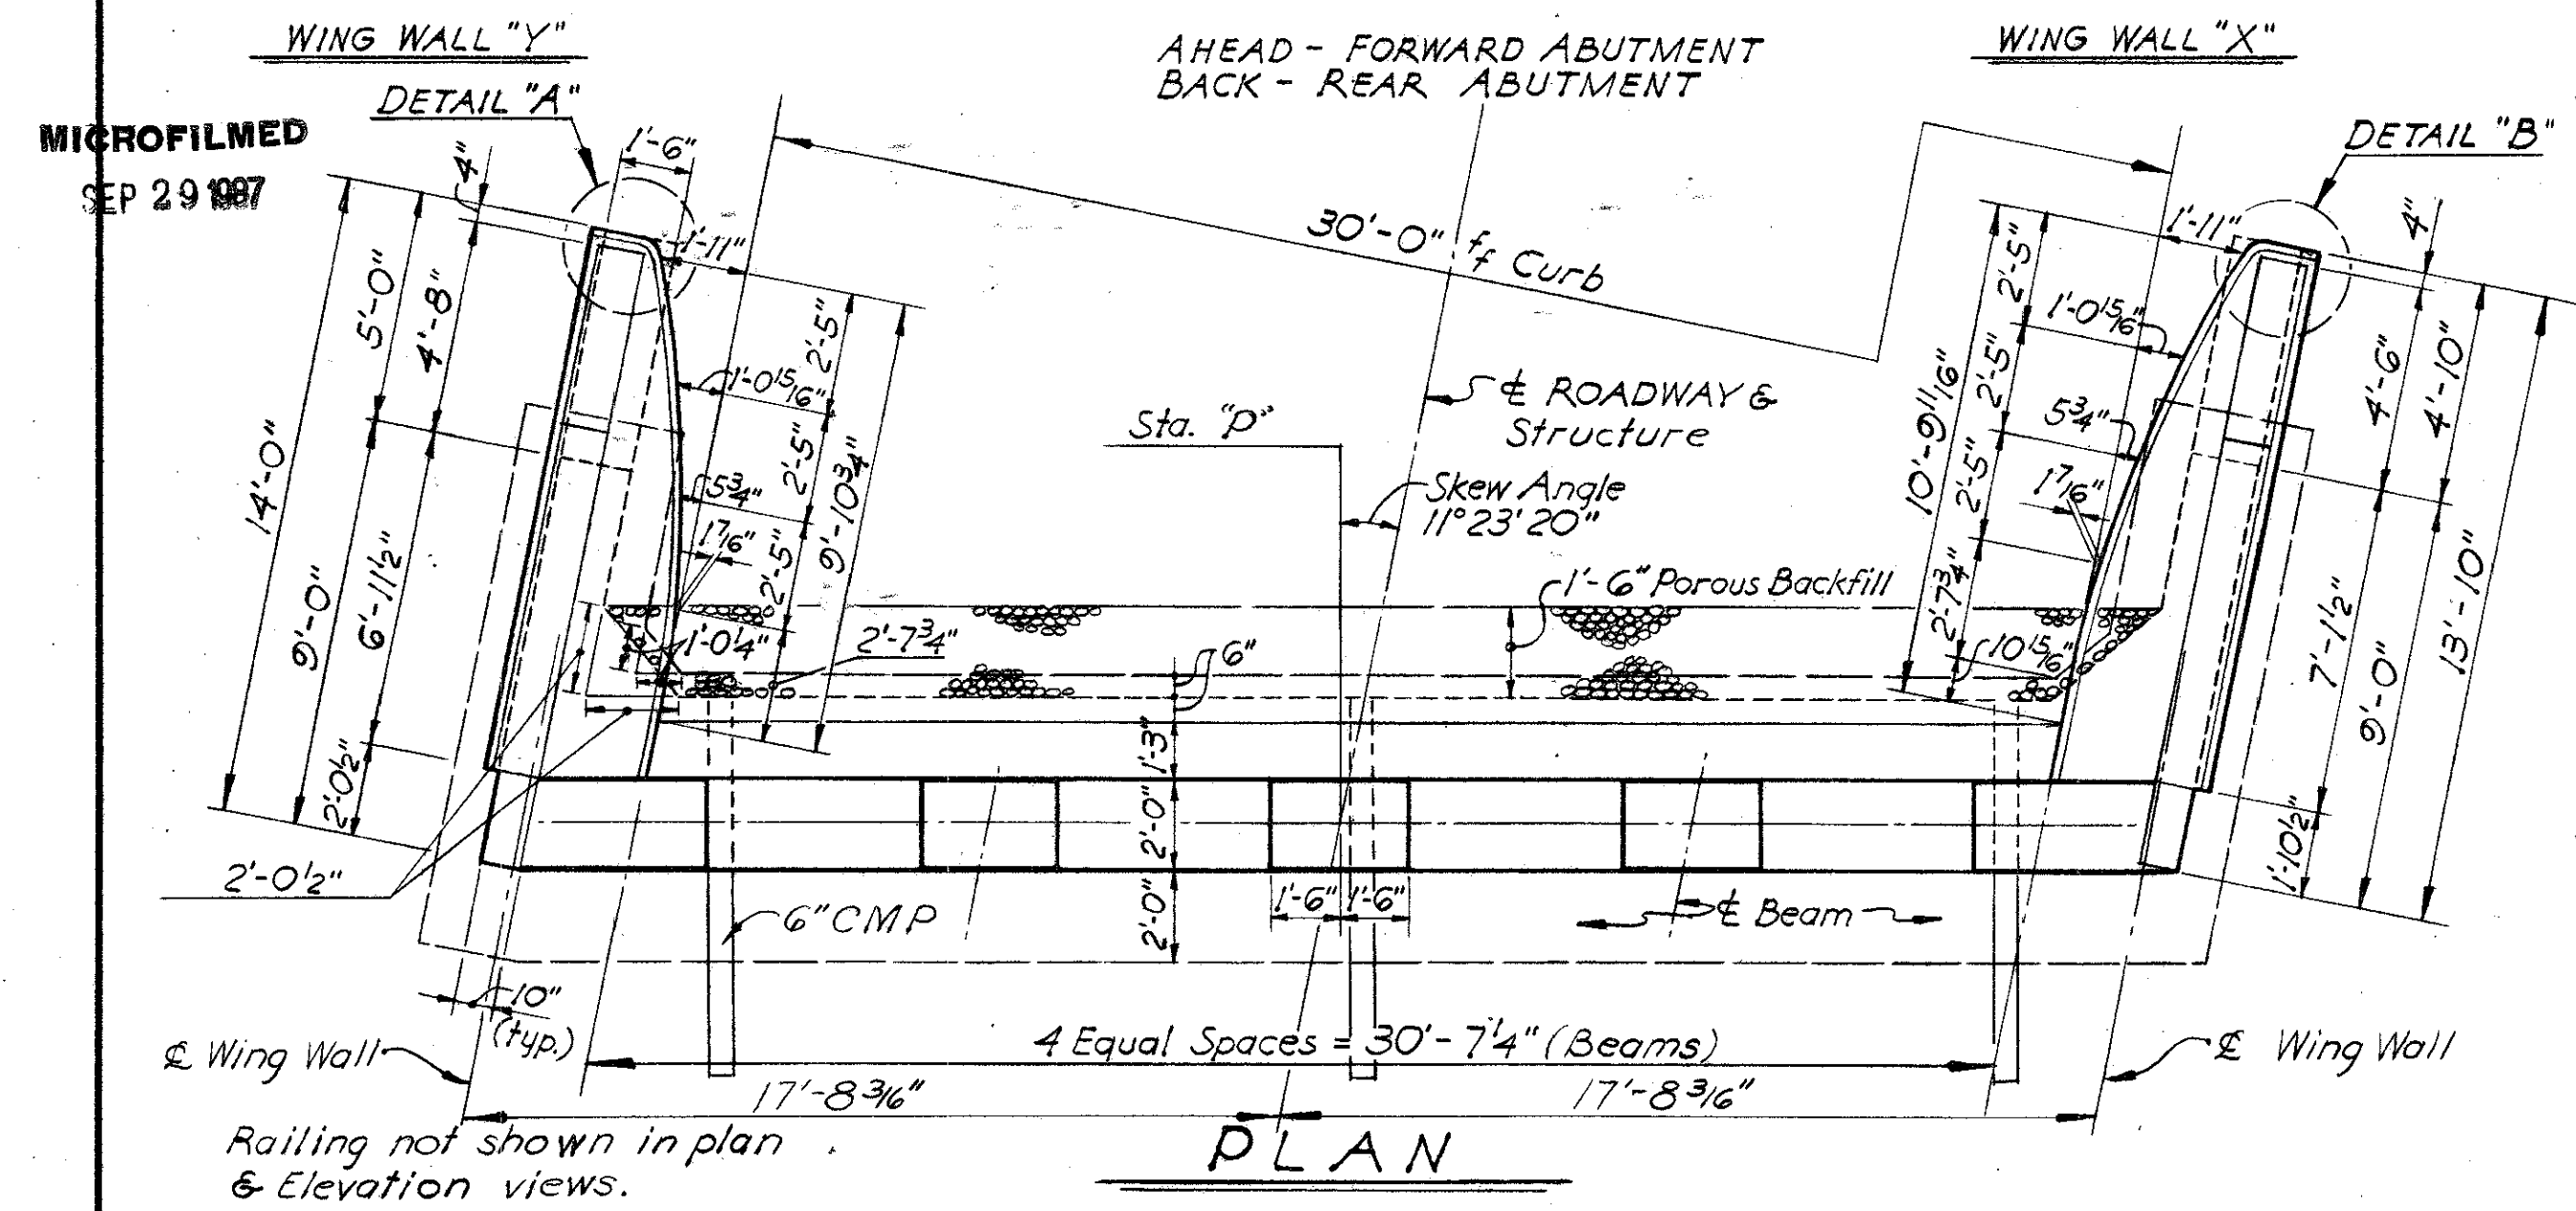 WING WALL "Y"
AHEAD - FORWARD ABUTMENT
BACK - REAR ABUTMENT
WING WALL "X"
DETAIL "A"
DETAIL "B"
MICROFILMED
SEP 29 1987
4"
1'-6"
1'-11"
30'-0" f/f Curb
1'-11"
4"
5'-0"
4'-8"
2'-5"
2'-5"
1'-0 15/16"
1'-0 15/16"
2'-5"
4'-6"
4'-10"
14'-0"
9'-0"
6'-11 1/2"
2'-0 1/2"
5 3/4"
2'-5"
9'-10 3/4"
1 7/16"
2'-5"
Sta. "P"
₵ ROADWAY &
Structure
Skew Angle
11°23'20"
10'-9 11/16"
5 3/4"
2'-5"
1 7/16"
2'-7 3/4"
10 15/16"
7'-1 1/2"
9'-0"
13'-10"
1'-10 1/2"
1'-6" Porous Backfill
1'-0 1/4"
2'-7 3/4"
6"
1'-3"
2'-0"
2'-0"
2'-0 1/2"
6" CMP
1'-6"
1'-6"
₵ Beam
10"
(typ.)
₵ Wing Wall
4 Equal Spaces = 30'-7 1/4" (Beams)
₵ Wing Wall
17'-8 3/16"
17'-8 3/16"
Railing not shown in plan
& Elevation views.
PLAN